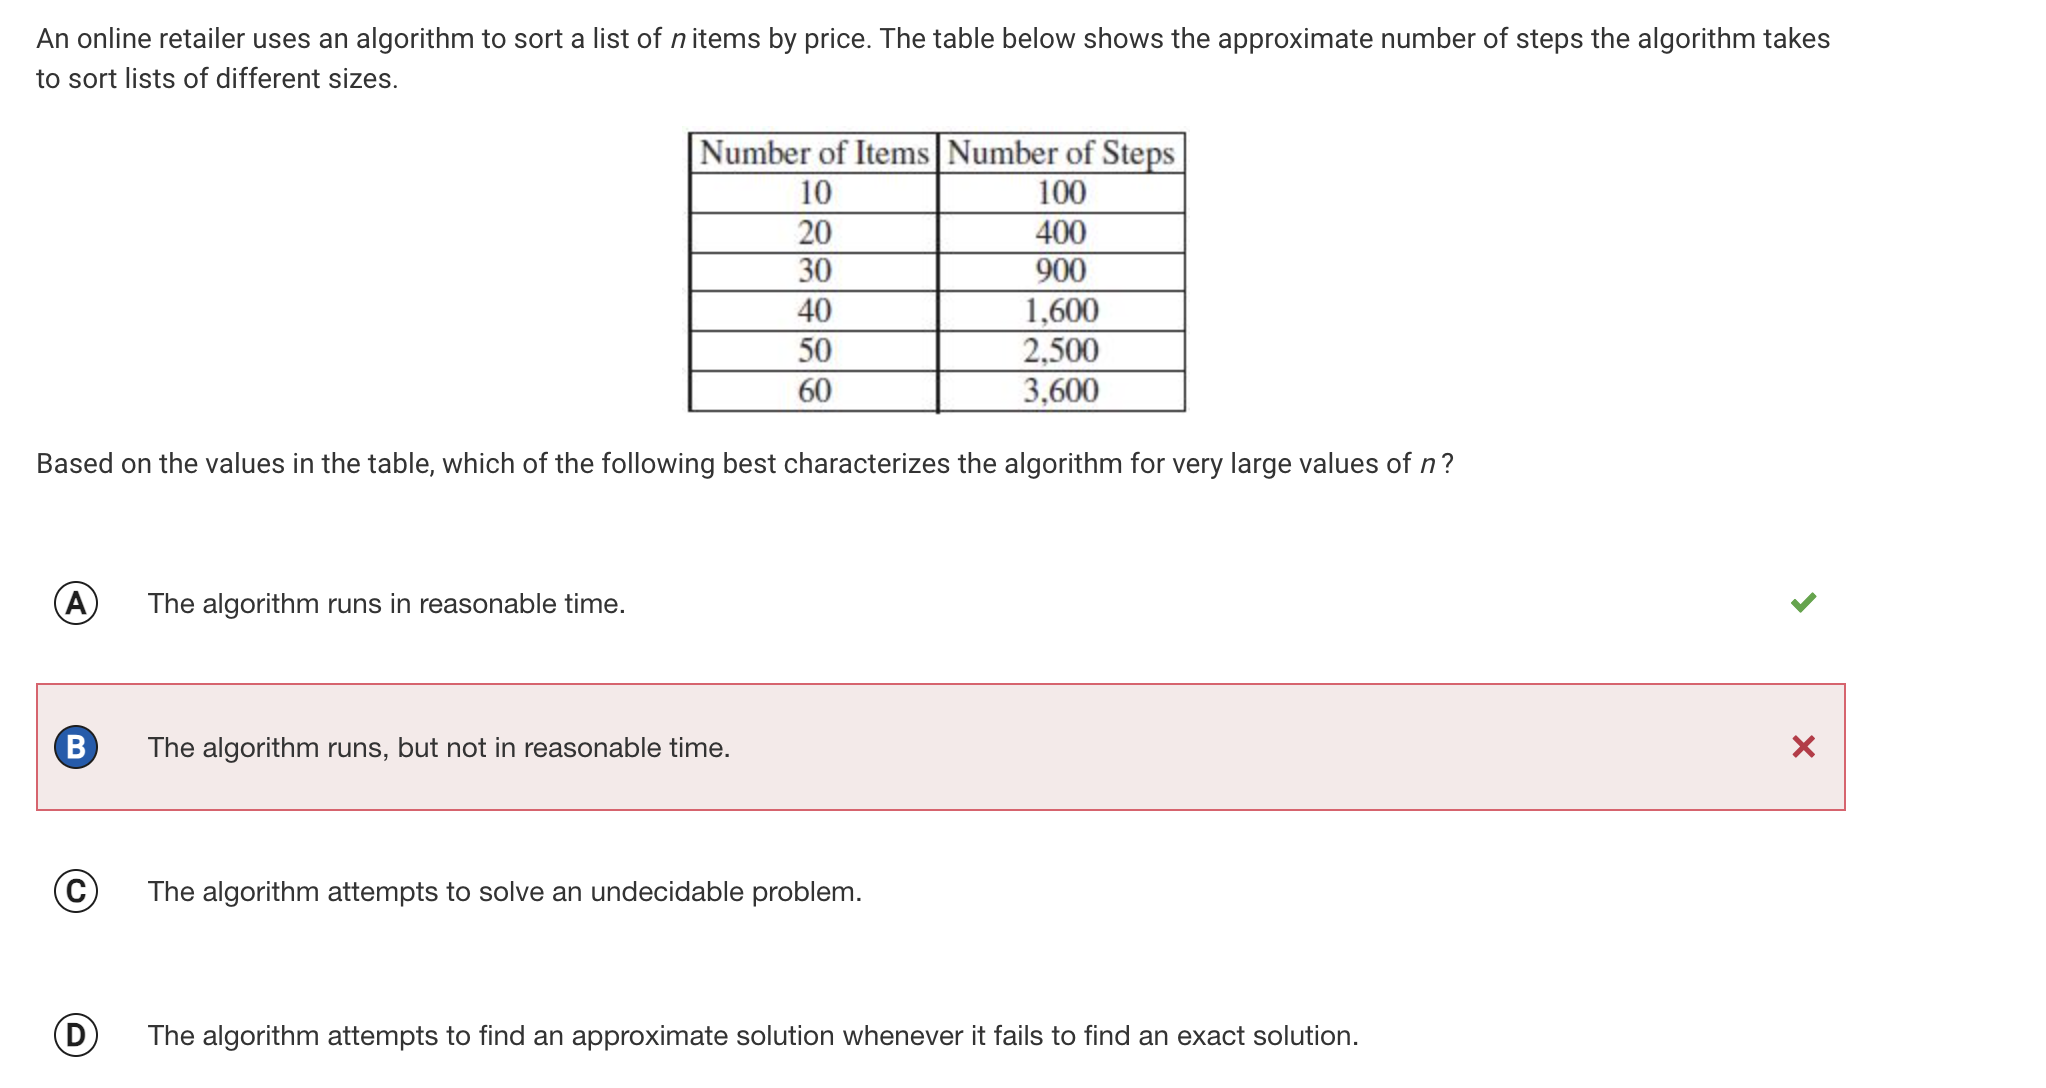 An online retailer uses an algorithm to sort a list of n items by price. The table below shows the approximate number of steps the algorithm takes
to sort lists of different sizes.
Number of Items Number of Steps
10 100
20 400
30 900
40 1,600
50 2,500
60 3,600
Based on the values in the table, which of the following best characterizes the algorithm for very large values of n ?
A The algorithm runs in reasonable time.
B The algorithm runs, but not in reasonable time.
C The algorithm attempts to solve an undecidable problem.
D The algorithm attempts to find an approximate solution whenever it fails to find an exact solution.